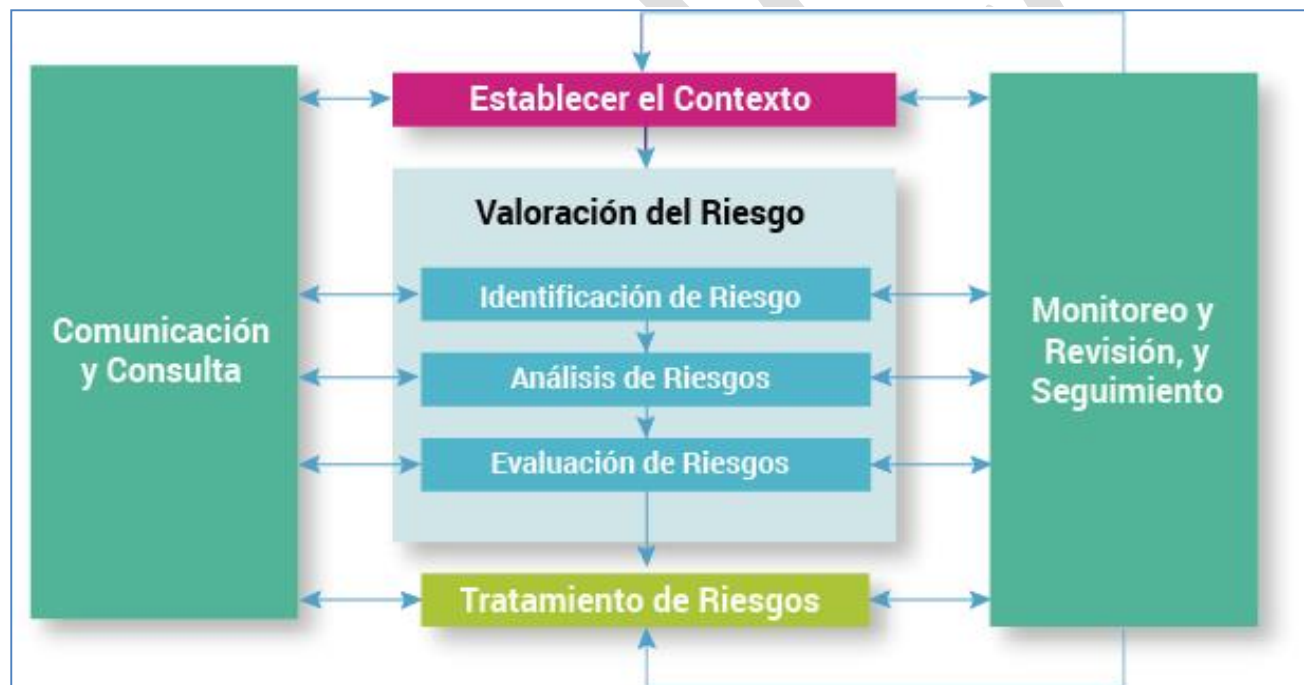 Establecer el Contexto
Valoración del Riesgo
Identificación de Riesgo
Análisis de Riesgos
Evaluación de Riesgos
Tratamiento de Riesgos
Comunicación
y Consulta
Monitoreo y
Revisión, y
Seguimiento